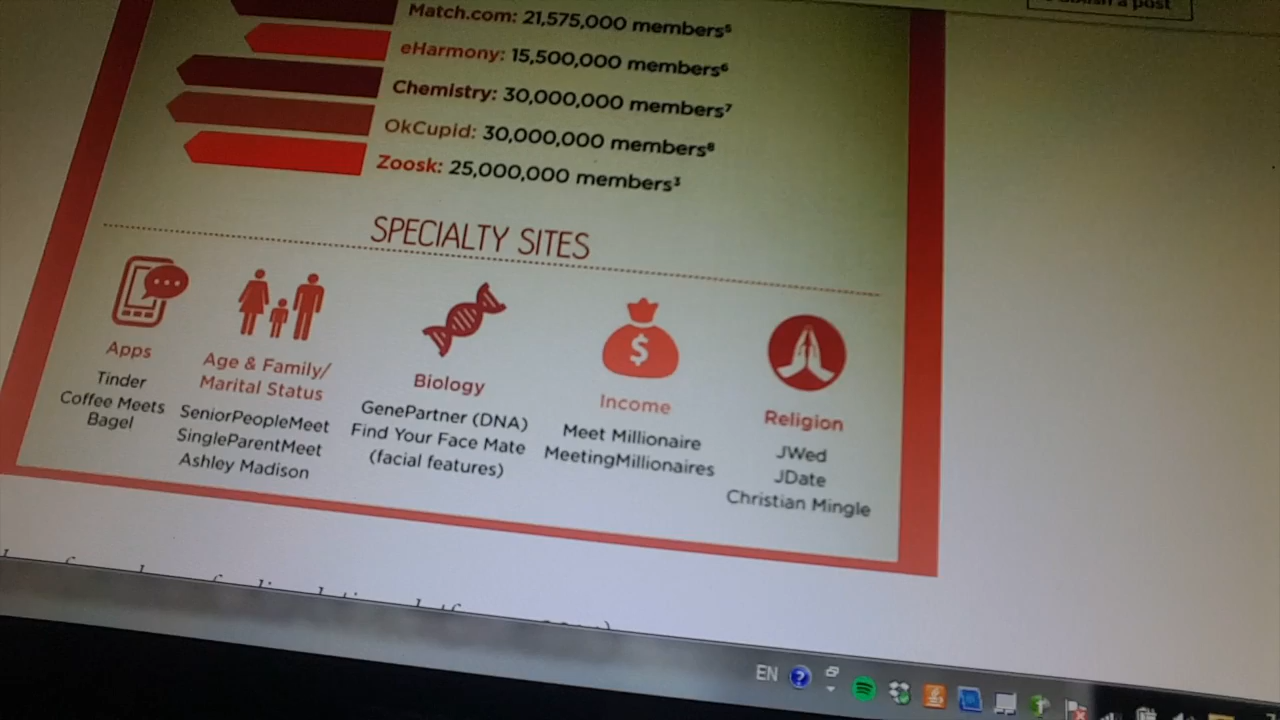 a post
Match.com: 21,575,000 members⁵
eHarmony: 15,500,000 members⁶
Chemistry: 30,000,000 members⁷
OkCupid: 30,000,000 members⁸
Zoosk: 25,000,000 members³
SPECIALTY SITES
Apps
Tinder
Coffee Meets
Bagel
Age & Family/
Marital Status
SeniorPeopleMeet
SingleParentMeet
Ashley Madison
Biology
GenePartner (DNA)
Find Your Face Mate
(facial features)
$
Income
Meet Millionaire
MeetingMillionaires
Religion
JWed
JDate
Christian Mingle
EN